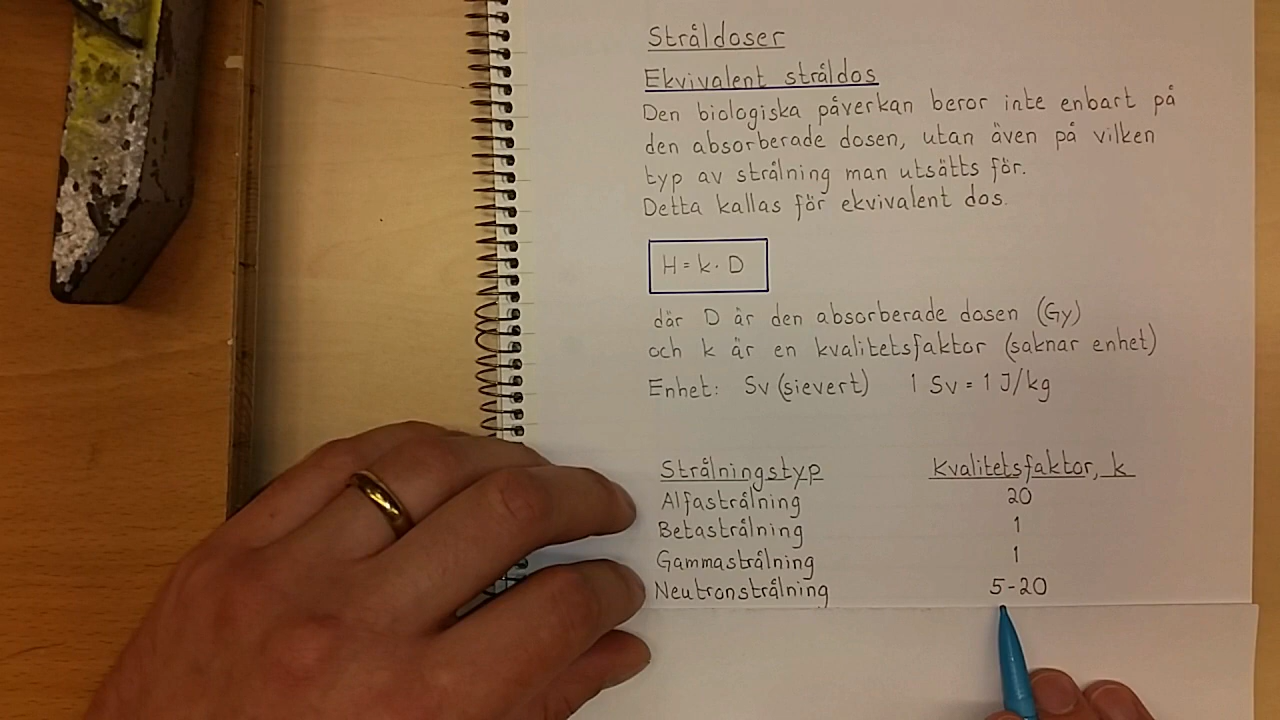 Stråldoser
Ekvivalent stråldos
Den biologiska påverkan beror inte enbart på
den absorberade dosen, utan även på vilken
typ av strålning man utsätts för.
Detta kallas för ekvivalent dos.
H = k · D
där D är den absorberade dosen (Gy)
och k är en kvalitetsfaktor (saknar enhet)
Enhet: Sv (sievert) 1 Sv = 1 J/kg
Strålningstyp Kvalitetsfaktor, k
Alfastrålning 20
Betastrålning 1
Gammastrålning 1
Neutronstrålning 5-20